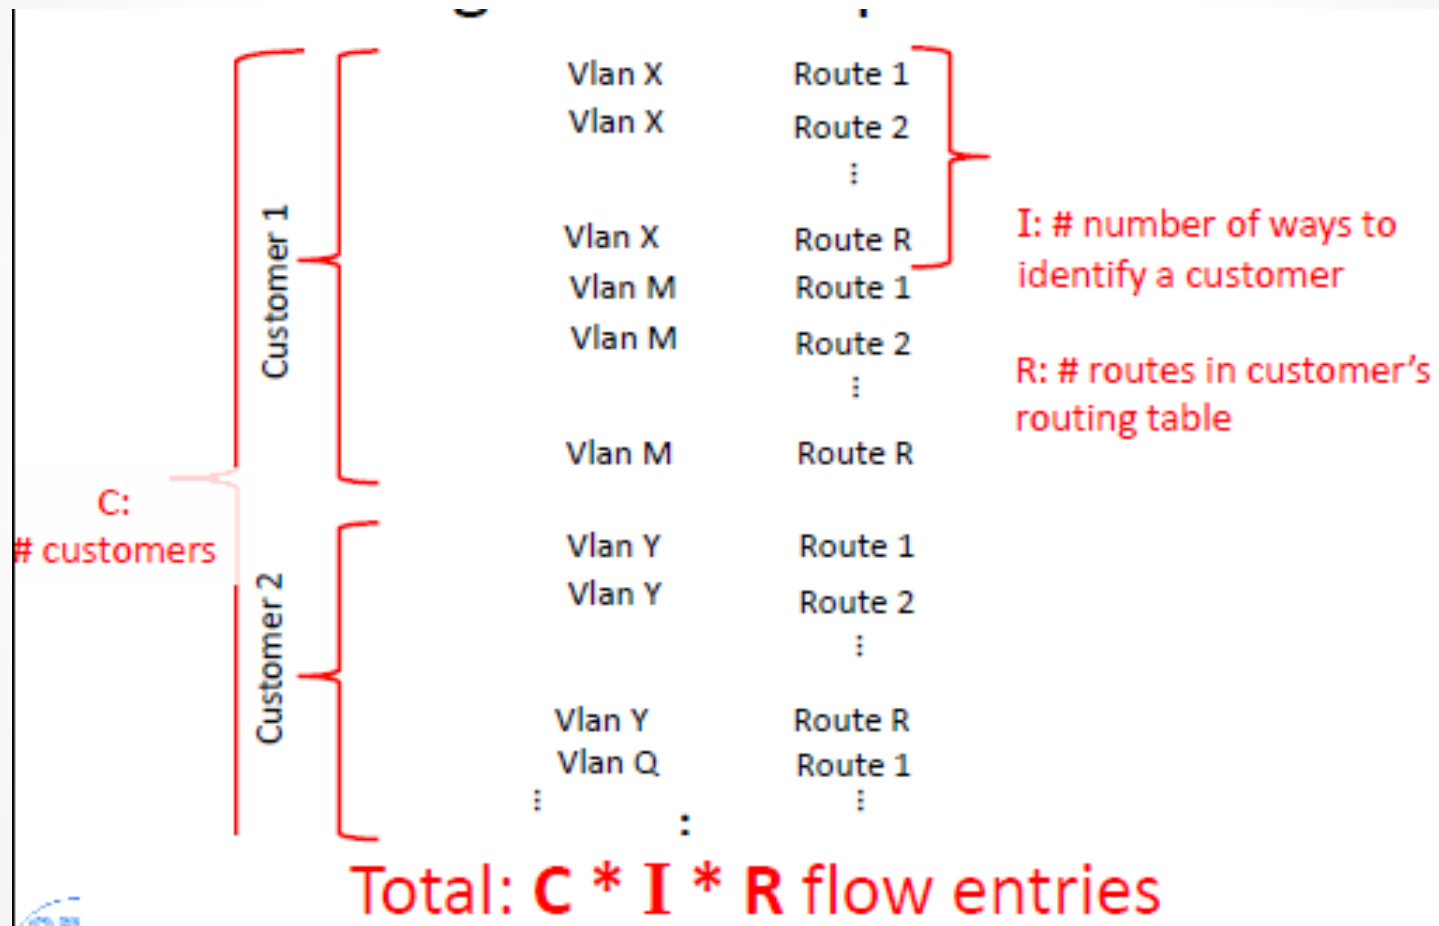 Vlan X Route 1
Vlan X Route 2
⋮
Vlan X Route R
Vlan M Route 1
Vlan M Route 2
⋮
Vlan M Route R
Customer 1
Vlan Y Route 1
Vlan Y Route 2
⋮
Vlan Y Route R
Vlan Q Route 1
⋮ ⋮
:
Customer 2
C:
# customers
I: # number of ways to
identify a customer
R: # routes in customer’s
routing table
Total: C * I * R flow entries